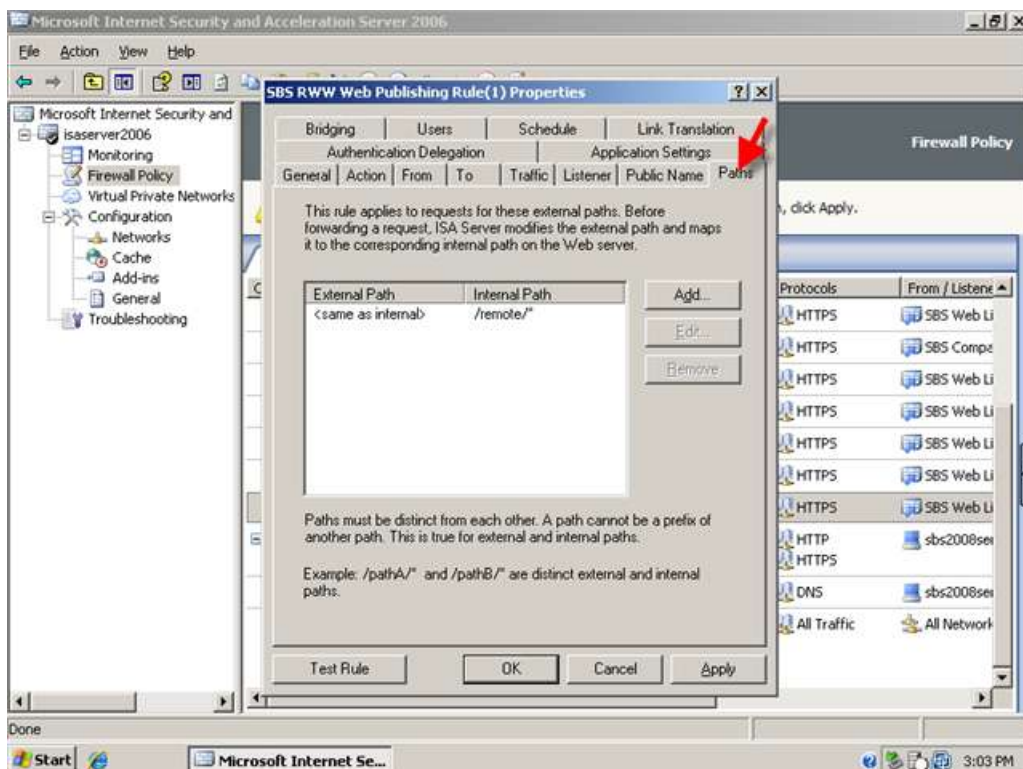 Microsoft Internet Security and Acceleration Server 2006
File Action View Help
Microsoft Internet Security and
isaserver2006
Monitoring
Firewall Policy
Virtual Private Networks
Configuration
Networks
Cache
Add-ins
General
Troubleshooting
Firewall Policy
, click Apply.
SBS RWW Web Publishing Rule(1) Properties
Bridging Users Schedule Link Translation
Authentication Delegation Application Settings
General Action From To Traffic Listener Public Name Paths
This rule applies to requests for these external paths. Before
forwarding a request, ISA Server modifies the external path and maps
it to the corresponding internal path on the Web server.
External Path Internal Path
<same as internal> /remote/*
Add...
Edit...
Remove
Paths must be distinct from each other. A path cannot be a prefix of
another path. This is true for external and internal paths.
Example: /pathA/* and /pathB/* are distinct external and internal
paths.
Test Rule OK Cancel Apply
Protocols From / Listene
HTTPS SBS Web Li
HTTPS SBS Compa
HTTPS SBS Web Li
HTTPS SBS Web Li
HTTPS SBS Web Li
HTTPS SBS Web Li
HTTPS SBS Web Li
HTTP sbs2008ser
HTTPS
DNS sbs2008ser
All Traffic All Network
Done
Start Microsoft Internet Se... 3:03 PM